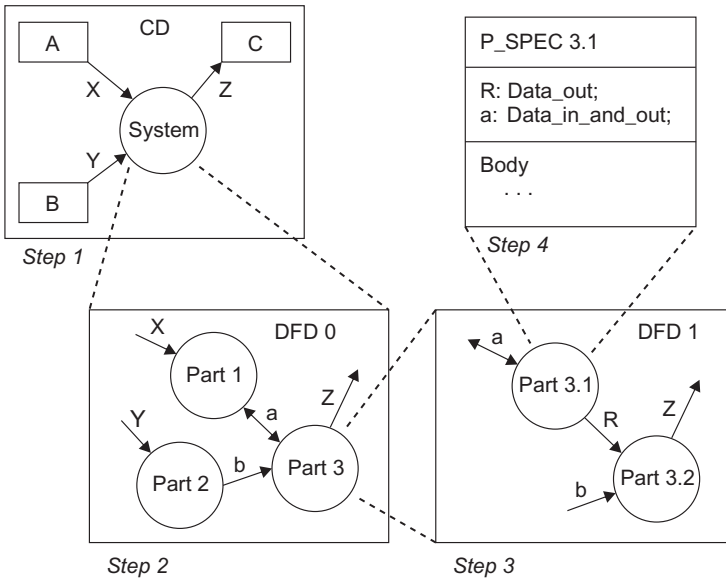 CD
A
C
X
Z
System
Y
B
Step 1
P_SPEC 3.1
R: Data_out;
a: Data_in_and_out;
Body
. . .
Step 4
DFD 0
X
Part 1
Z
a
Y
b
Part 2
Part 3
Step 2
DFD 1
a
Part 3.1
R
Z
b
Part 3.2
Step 3